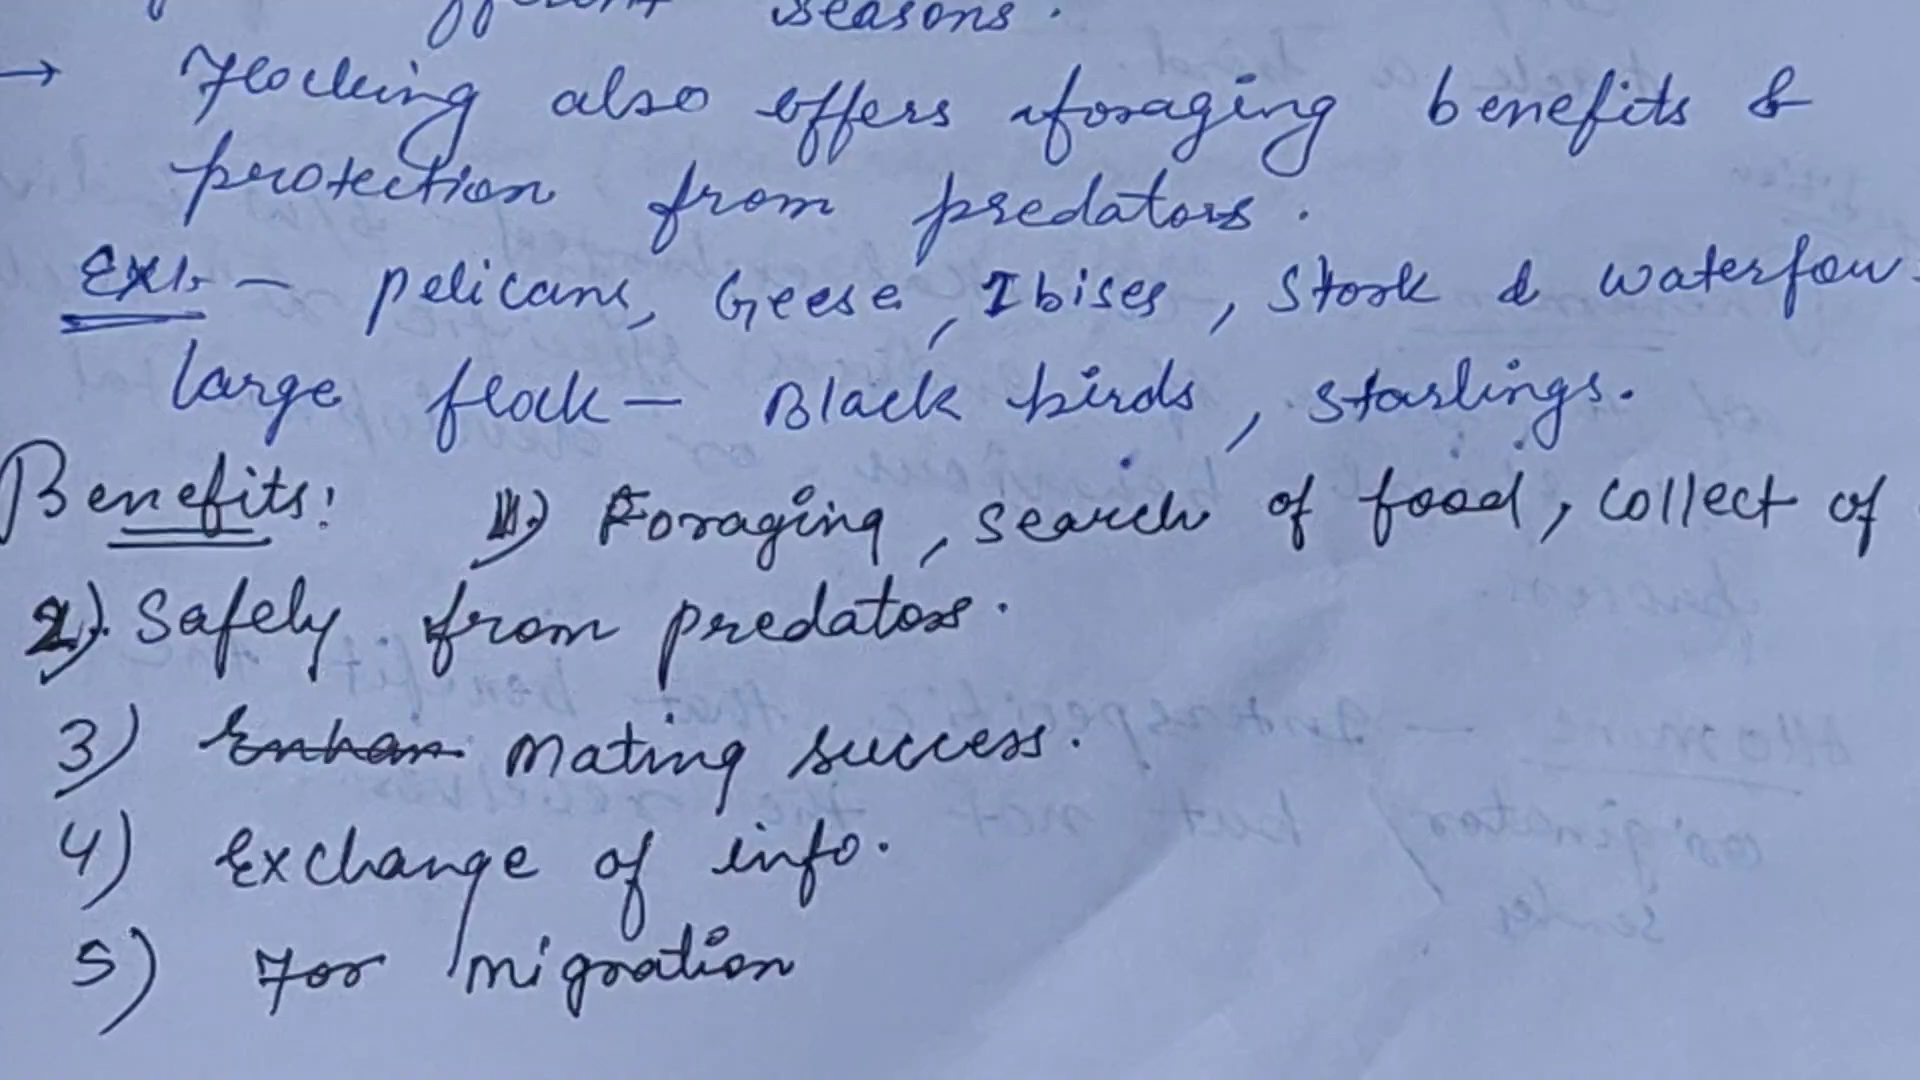 seasons.
→ Flocking also offers foraging benefits &
protection from predators.
Ex:- - pelicans, Geese, Ibises, Stork & waterfow
large flock - Black birds, starlings.
Benefits: 1) Foraging, search of food, collect of
2) Safely from predators.
3) Enhan Mating success.
4) Exchange of info.
5) For migration